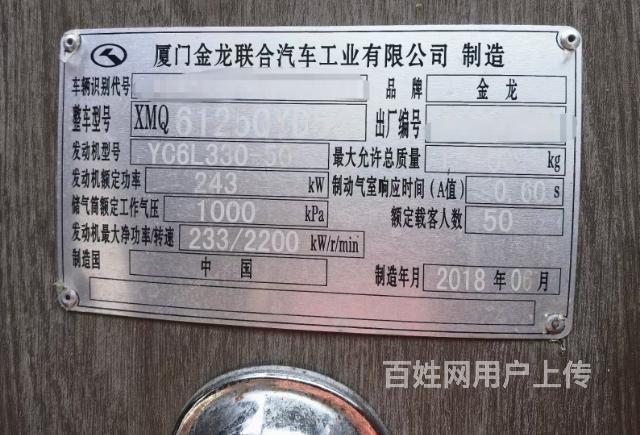 厦门金龙联合汽车工业有限公司 制造
车辆识别代号 品牌 金龙
整车型号 XMQ 出厂编号
发动机型号 YC6L330-50 最大允许总质量 kg
发动机额定功率 243 kW 制动气室响应时间(A值) 0.60 s
储气筒额定工作气压 1000 kPa 额定载客人数 50
发动机最大净功率/转速 233/2200 kW/r/min
制造国 中国 制造年月 2018 年 06 月
百姓网用户上传